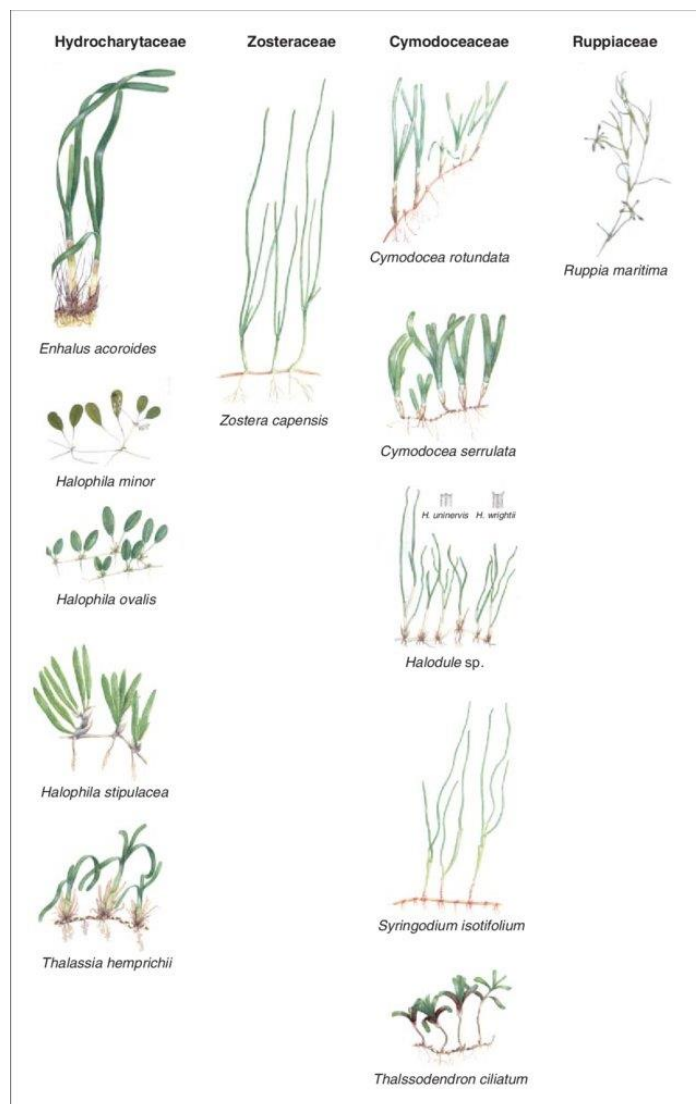 Hydrocharytaceae
Zosteraceae
Cymodoceaceae
Ruppiaceae
Enhalus acoroides
Halophila minor
Halophila ovalis
Halophila stipulacea
Thalassia hemprichii
Zostera capensis
Cymodocea rotundata
Cymodocea serrulata
H. uninervis
H. wrightii
Halodule sp.
Syringodium isotifolium
Thalssodendron ciliatum
Ruppia maritima